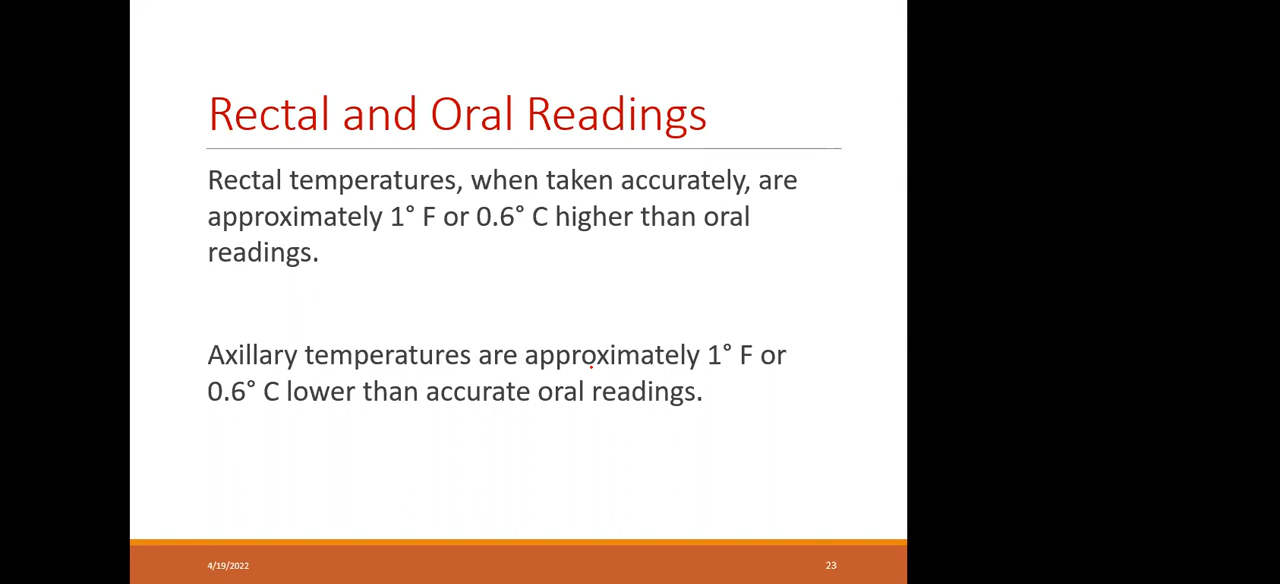 Rectal and Oral Readings
Rectal temperatures, when taken accurately, are
approximately 1° F or 0.6° C higher than oral
readings.
Axillary temperatures are approximately 1° F or
0.6° C lower than accurate oral readings.
4/19/2022
23